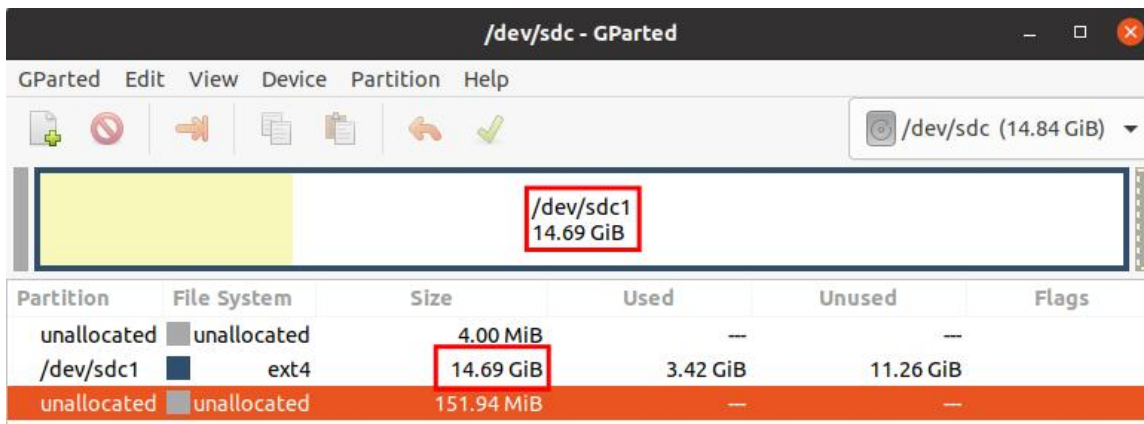 /dev/sdc - GParted
GParted Edit View Device Partition Help
/dev/sdc (14.84 GiB)
/dev/sdc1
14.69 GiB
Partition File System Size Used Unused Flags
unallocated unallocated 4.00 MiB --- ---
/dev/sdc1 ext4 14.69 GiB 3.42 GiB 11.26 GiB
unallocated unallocated 151.94 MiB --- ---